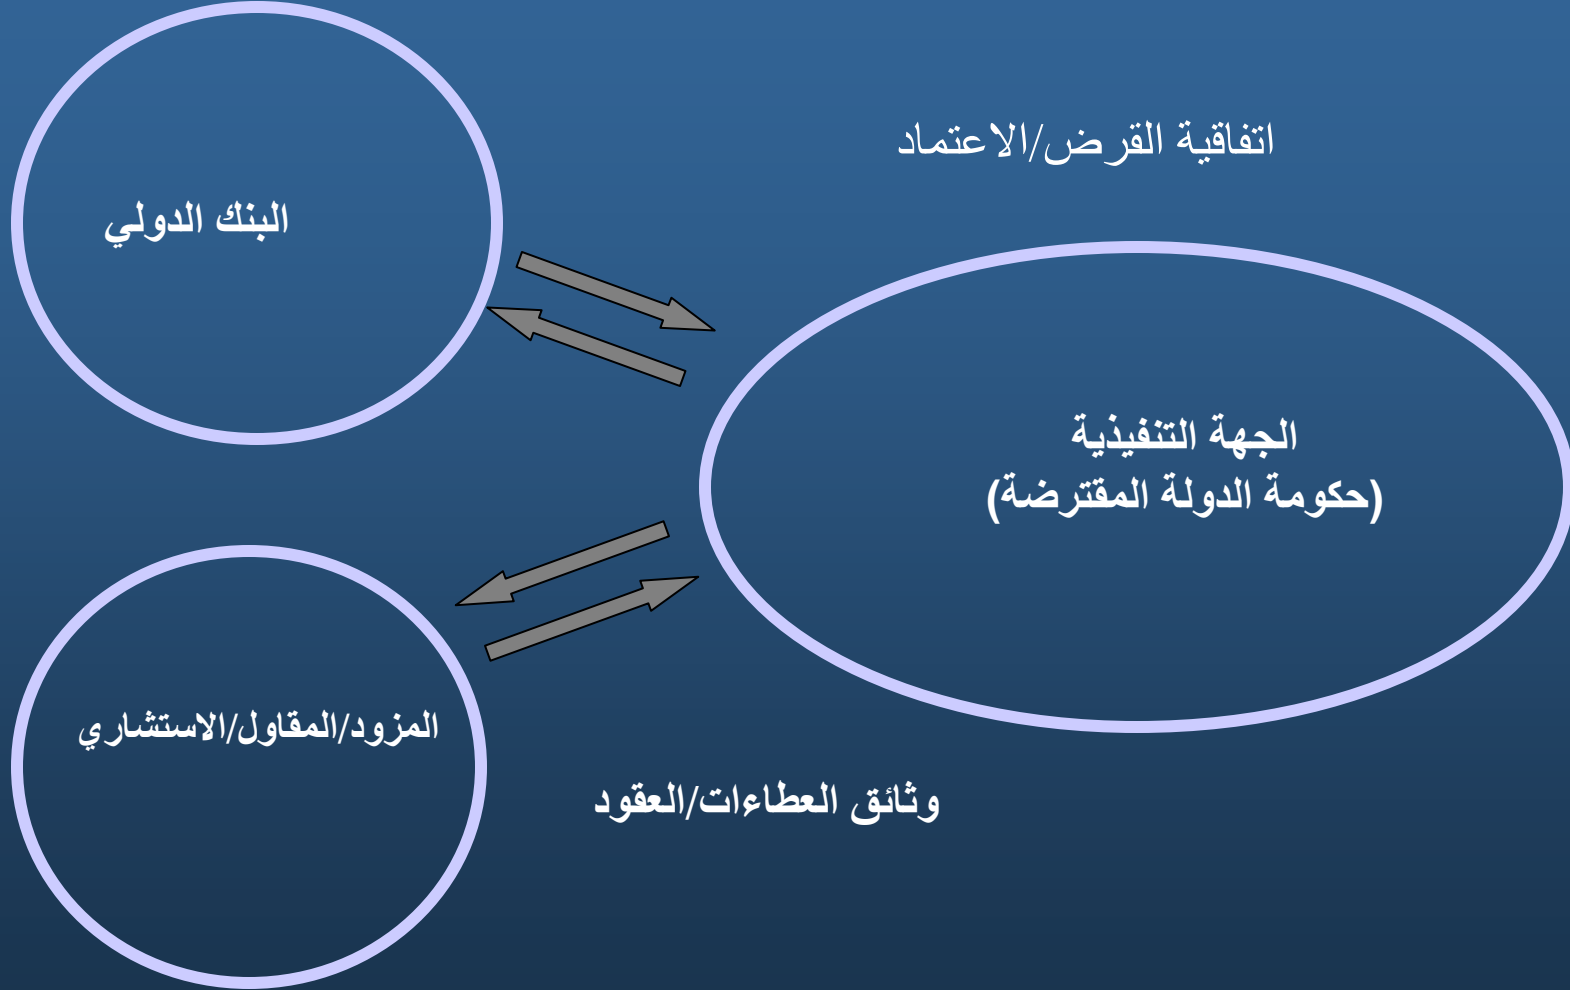 اتفاقية القرض/الاعتماد
البنك الدولي
الجهة التنفيذية
(حكومة الدولة المقترضة)
المزود/المقاول/الاستشاري
وثائق العطاءات/العقود